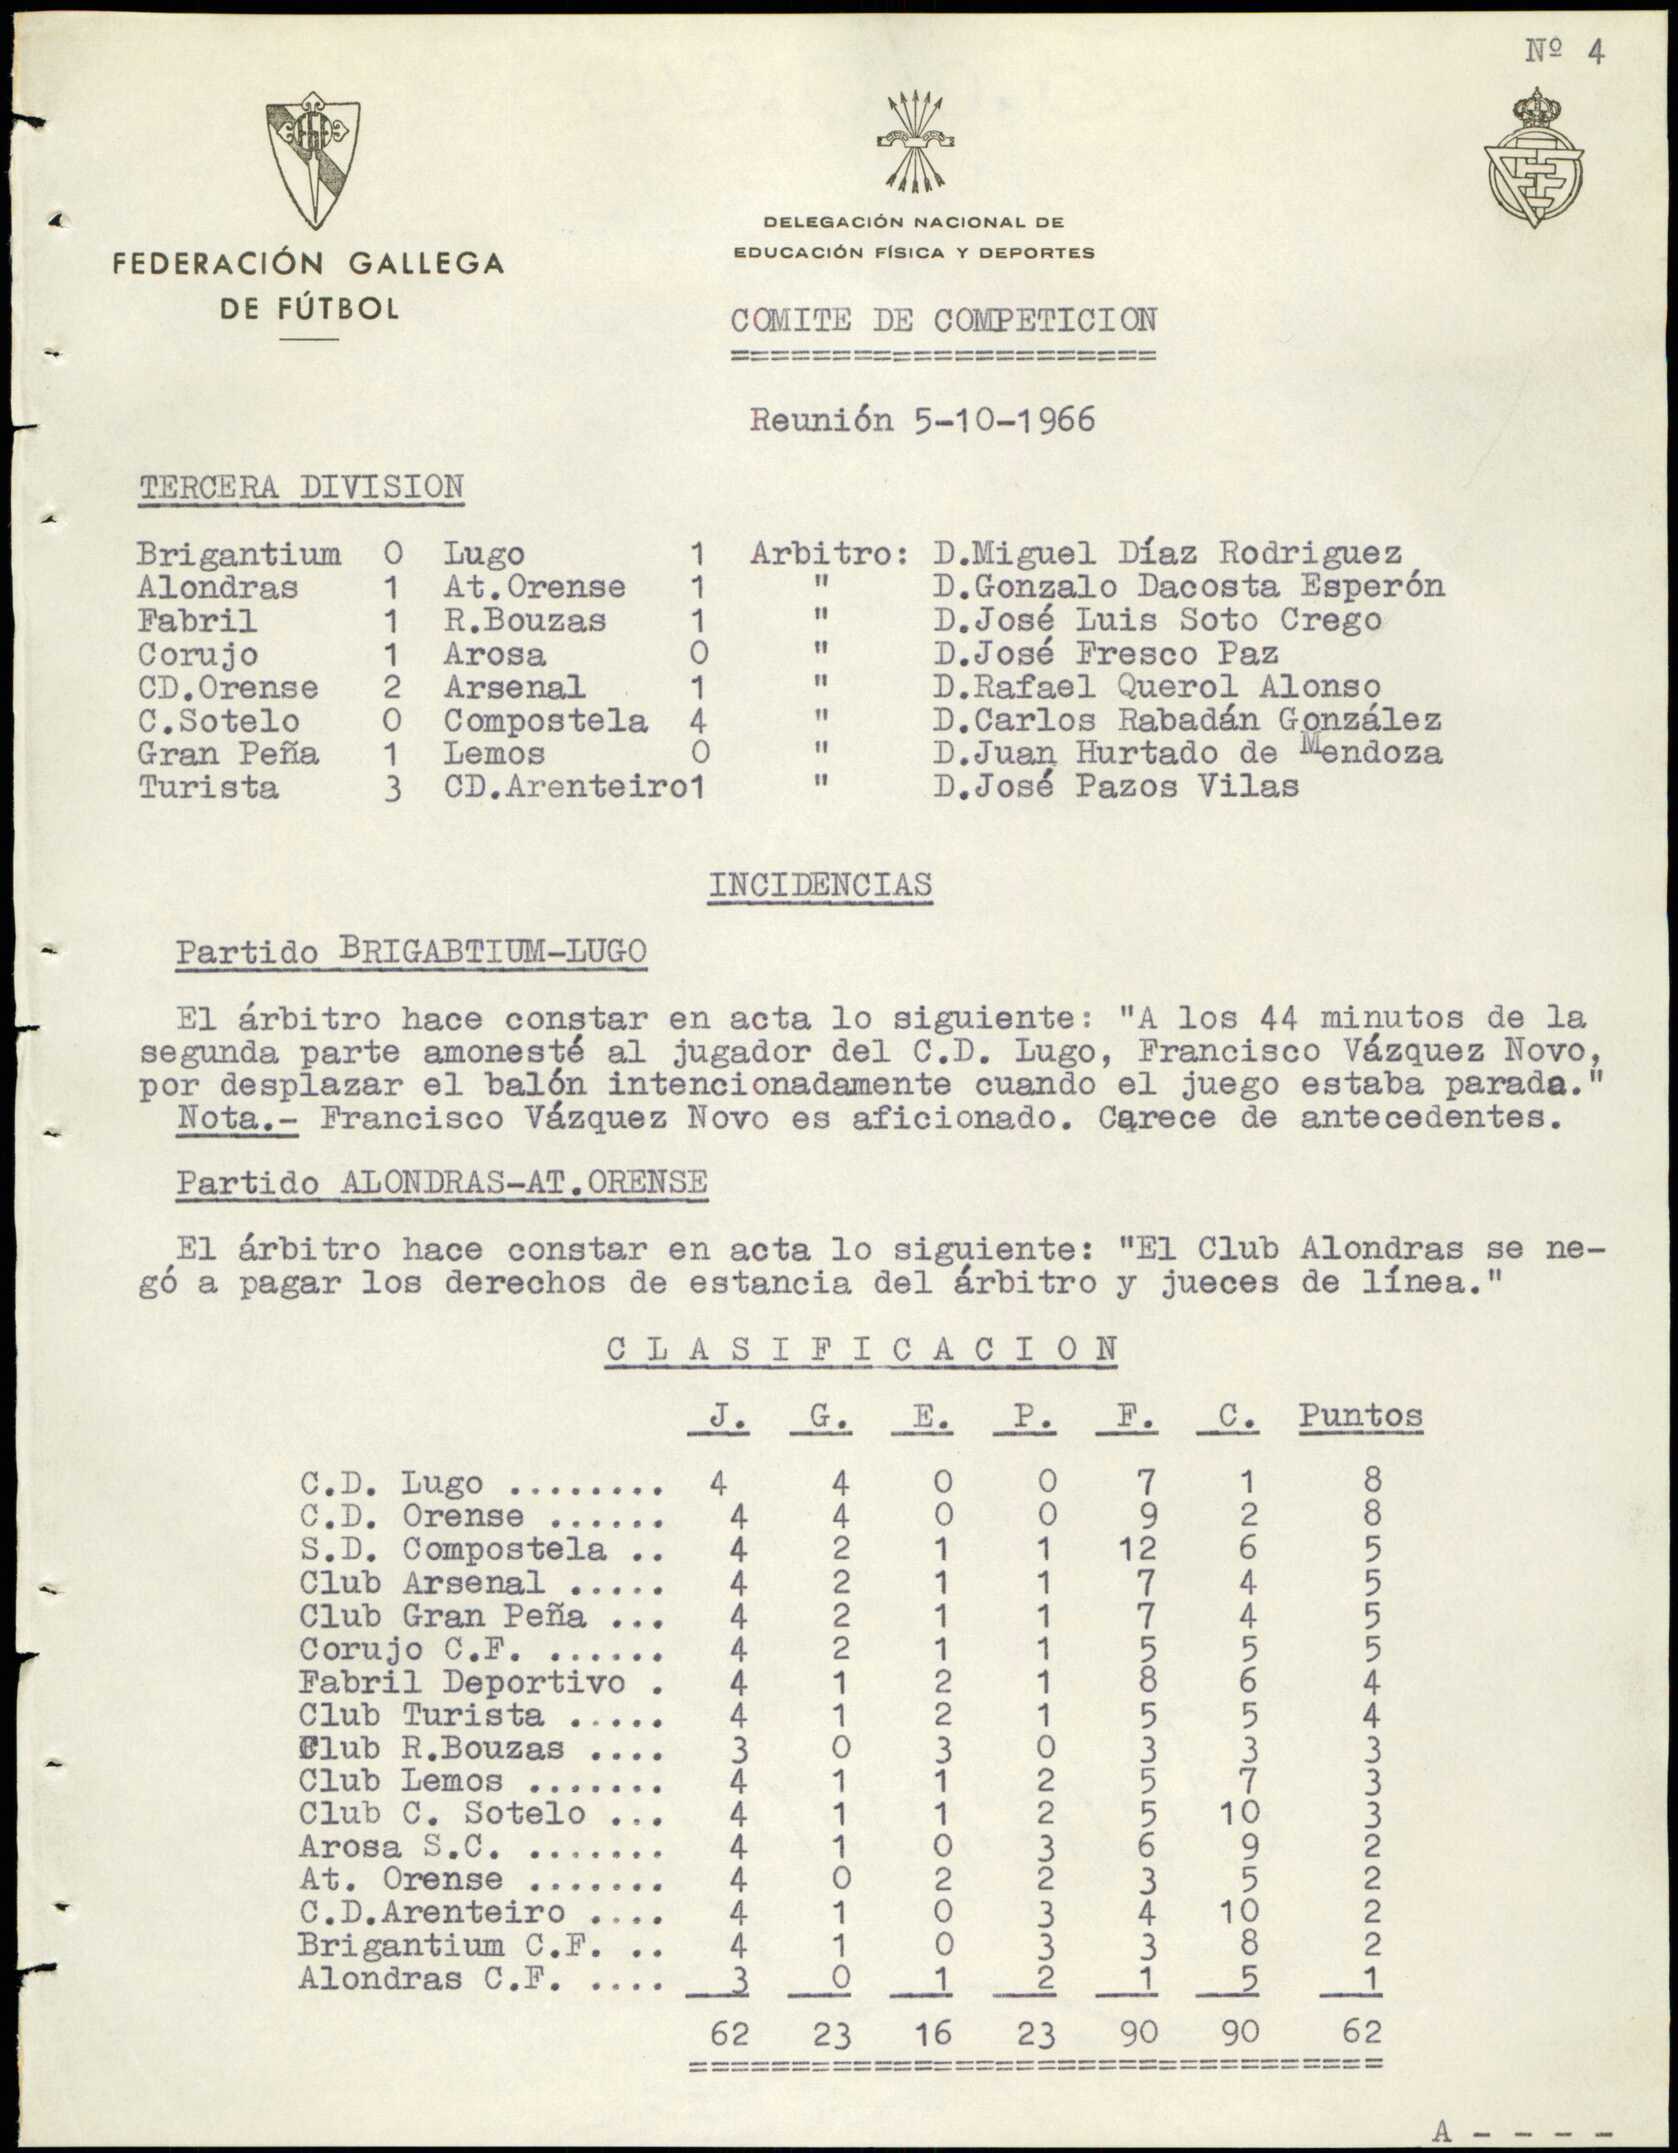 Nº 4
FEDERACIÓN GALLEGA
DE FÚTBOL
DELEGACIÓN NACIONAL DE
EDUCACIÓN FÍSICA Y DEPORTES
COMITE DE COMPETICION
=====================
Reunión 5-10-1966
TERCERA DIVISION
Brigantium 0 Lugo 1 Arbitro: D.Miguel Díaz Rodriguez
Alondras 1 At.Orense 1 " D.Gonzalo Dacosta Esperón
Fabril 1 R.Bouzas 1 " D.José Luis Soto Crego
Corujo 1 Arosa 0 " D.José Fresco Paz
CD.Orense 2 Arsenal 1 " D.Rafael Querol Alonso
C.Sotelo 0 Compostela 4 " D.Carlos Rabadán González
Gran Peña 1 Lemos 0 " D.Juan Hurtado de Mendoza
Turista 3 CD.Arenteiro1 " D.José Pazos Vilas
INCIDENCIAS
Partido BRIGABTIUM-LUGO
El árbitro hace constar en acta lo siguiente: "A los 44 minutos de la
segunda parte amonesté al jugador del C.D. Lugo, Francisco Vázquez Novo,
por desplazar el balón intencionadamente cuando el juego estaba parada."
Nota.- Francisco Vázquez Novo es aficionado. Carece de antecedentes.
Partido ALONDRAS-AT.ORENSE
El árbitro hace constar en acta lo siguiente: "El Club Alondras se ne-
gó a pagar los derechos de estancia del árbitro y jueces de línea."
C L A S I F I C A C I O N
J. G. E. P. F. C. Puntos
C.D. Lugo ........ 4 4 0 0 7 1 8
C.D. Orense ...... 4 4 0 0 9 2 8
S.D. Compostela .. 4 2 1 1 12 6 5
Club Arsenal ..... 4 2 1 1 7 4 5
Club Gran Peña ... 4 2 1 1 7 4 5
Corujo C.F. ...... 4 2 1 1 5 5 5
Fabril Deportivo . 4 1 2 1 8 6 4
Club Turista ..... 4 1 2 1 5 5 4
Club R.Bouzas .... 3 0 3 0 3 3 3
Club Lemos ....... 4 1 1 2 5 7 3
Club C. Sotelo ... 4 1 1 2 5 10 3
Arosa S.C. ....... 4 1 0 3 6 9 2
At. Orense ....... 4 0 2 2 3 5 2
C.D.Arenteiro .... 4 1 0 3 4 10 2
Brigantium C.F. .. 4 1 0 3 3 8 2
Alondras C.F. .... 3 0 1 2 1 5 1
62 23 16 23 90 90 62
==================================
A - - - -